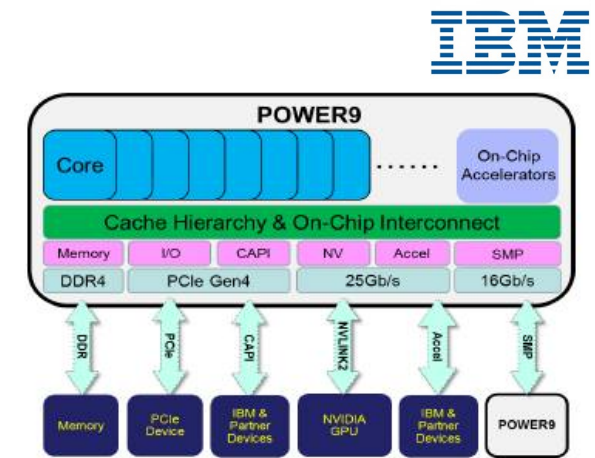 IBM
POWER9
Core
......
On-Chip
Accelerators
Cache Hierarchy & On-Chip Interconnect
Memory I/O CAPI NV Accel SMP
DDR4 PCIe Gen4 25Gb/s 16Gb/s
DDR PCIe CAPI NVLINK2 Accel SMP
Memory
PCIe
Device
IBM &
Partner
Devices
NVIDIA
GPU
IBM &
Partner
Devices
POWER9